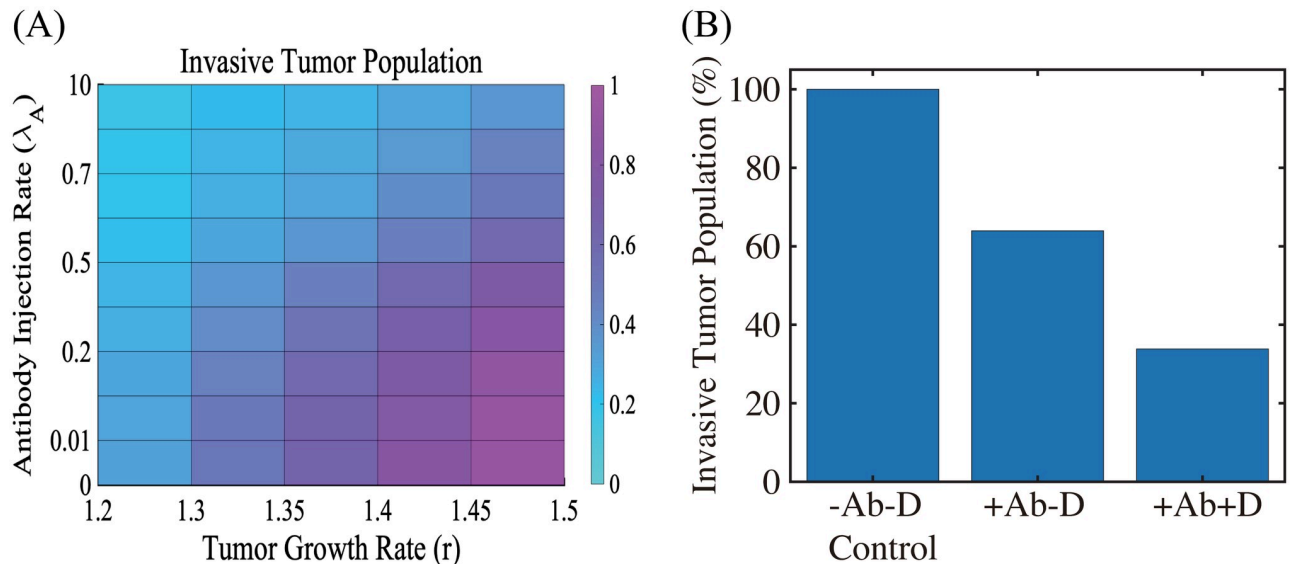 (A)
Invasive Tumor Population
Antibody Injection Rate (λ_A)
10
0.7
0.5
0.2
0.01
0
1.2 1.3 1.35 1.4 1.45 1.5
Tumor Growth Rate (r)
1
0.8
0.6
0.4
0.2
0
(B)
Invasive Tumor Population (%)
100
80
60
40
20
0
-Ab-D +Ab-D +Ab+D
Control